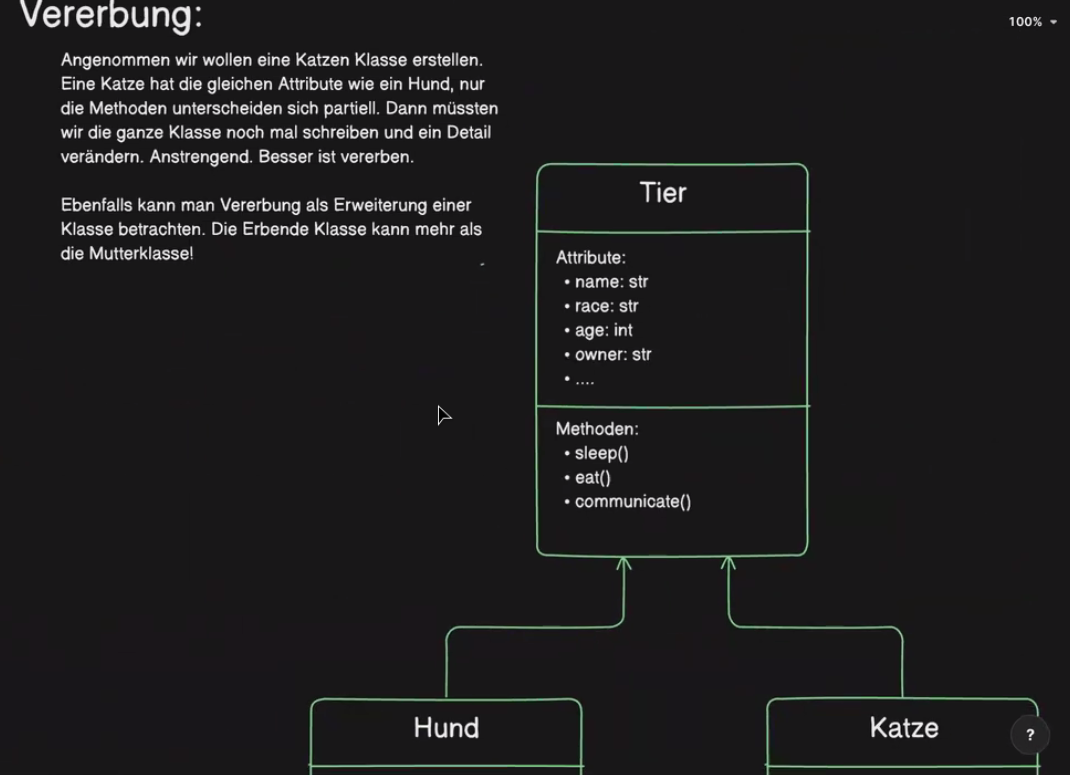 Vererbung:
100%
Angenommen wir wollen eine Katzen Klasse erstellen.
Eine Katze hat die gleichen Attribute wie ein Hund, nur
die Methoden unterscheiden sich partiell. Dann müssten
wir die ganze Klasse noch mal schreiben und ein Detail
verändern. Anstrengend. Besser ist vererben.
Ebenfalls kann man Vererbung als Erweiterung einer
Klasse betrachten. Die Erbende Klasse kann mehr als
die Mutterklasse!
Tier
Attribute:
• name: str
• race: str
• age: int
• owner: str
• ....
Methoden:
• sleep()
• eat()
• communicate()
Hund
Katze
?